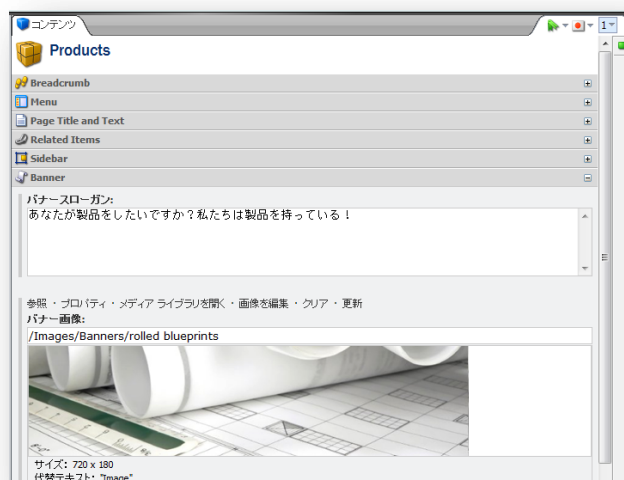 コンテンツ
1
Products
Breadcrumb
Menu
Page Title and Text
Related Items
Sidebar
Banner
バナースローガン:
あなたが製品をしたいですか？私たちは製品を持っている！
参照 ・ プロパティ ・ メディア ライブラリを開く ・ 画像を編集 ・ クリア ・ 更新
バナー画像:
/Images/Banners/rolled blueprints
サイズ: 720 x 180
代替テキスト: "Image"